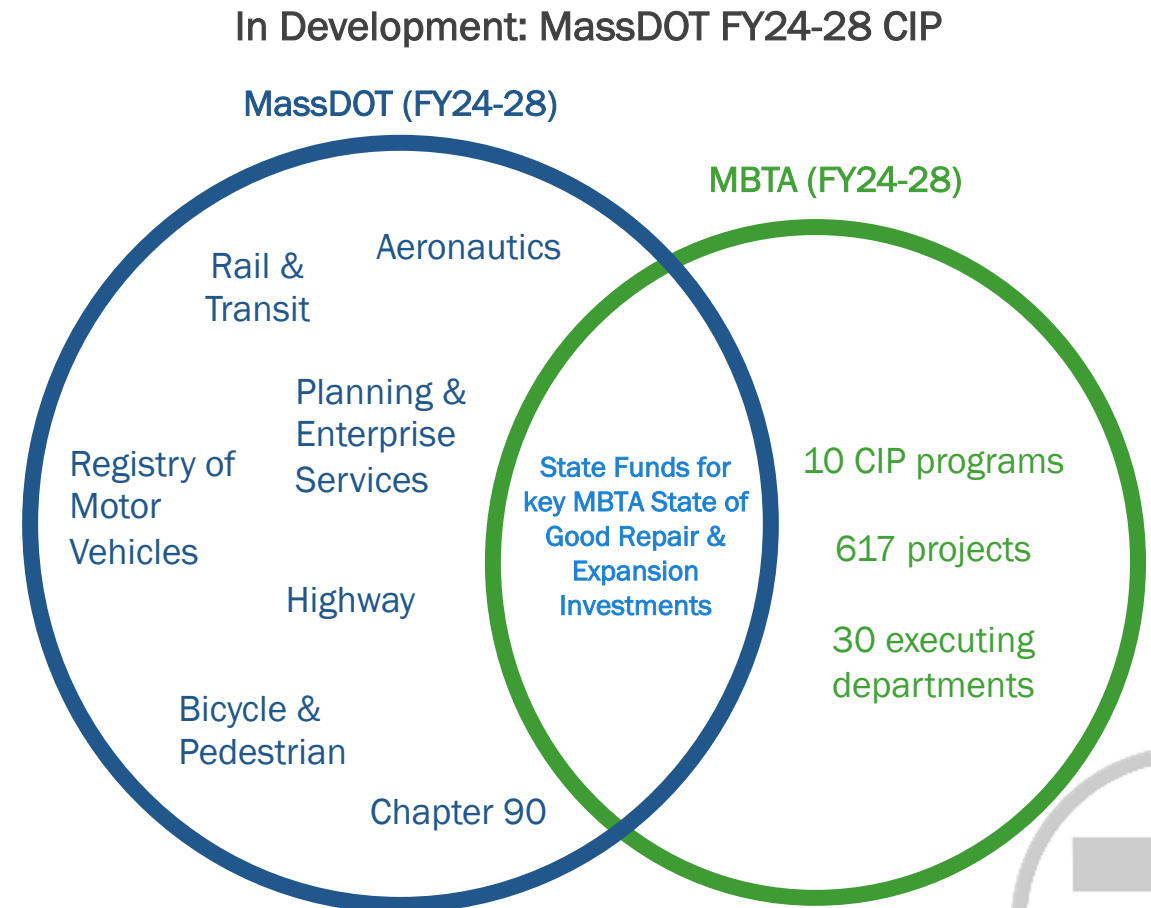 In Development: MassDOT FY24-28 CIP
MassDOT (FY24-28)
MBTA (FY24-28)
Aeronautics
Rail &
Transit
Planning &
Enterprise
Services
Registry of
Motor
Vehicles
Highway
Bicycle &
Pedestrian
Chapter 90
State Funds for
key MBTA State of
Good Repair &
Expansion
Investments
10 CIP programs
617 projects
30 executing
departments